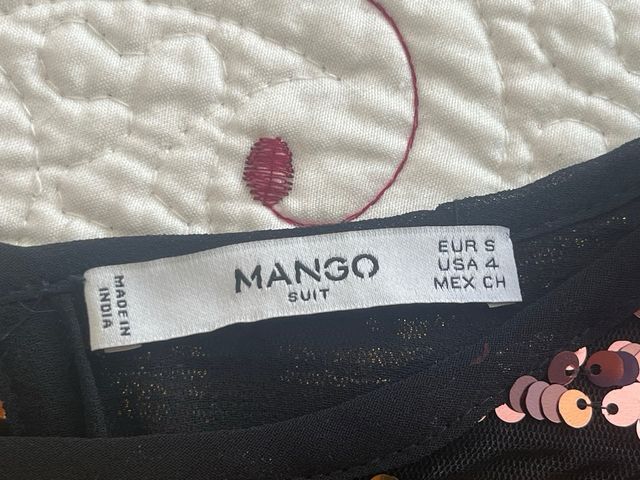 MADE IN
INDIA
MANGO
SUIT
EUR S
USA 4
MEX CH